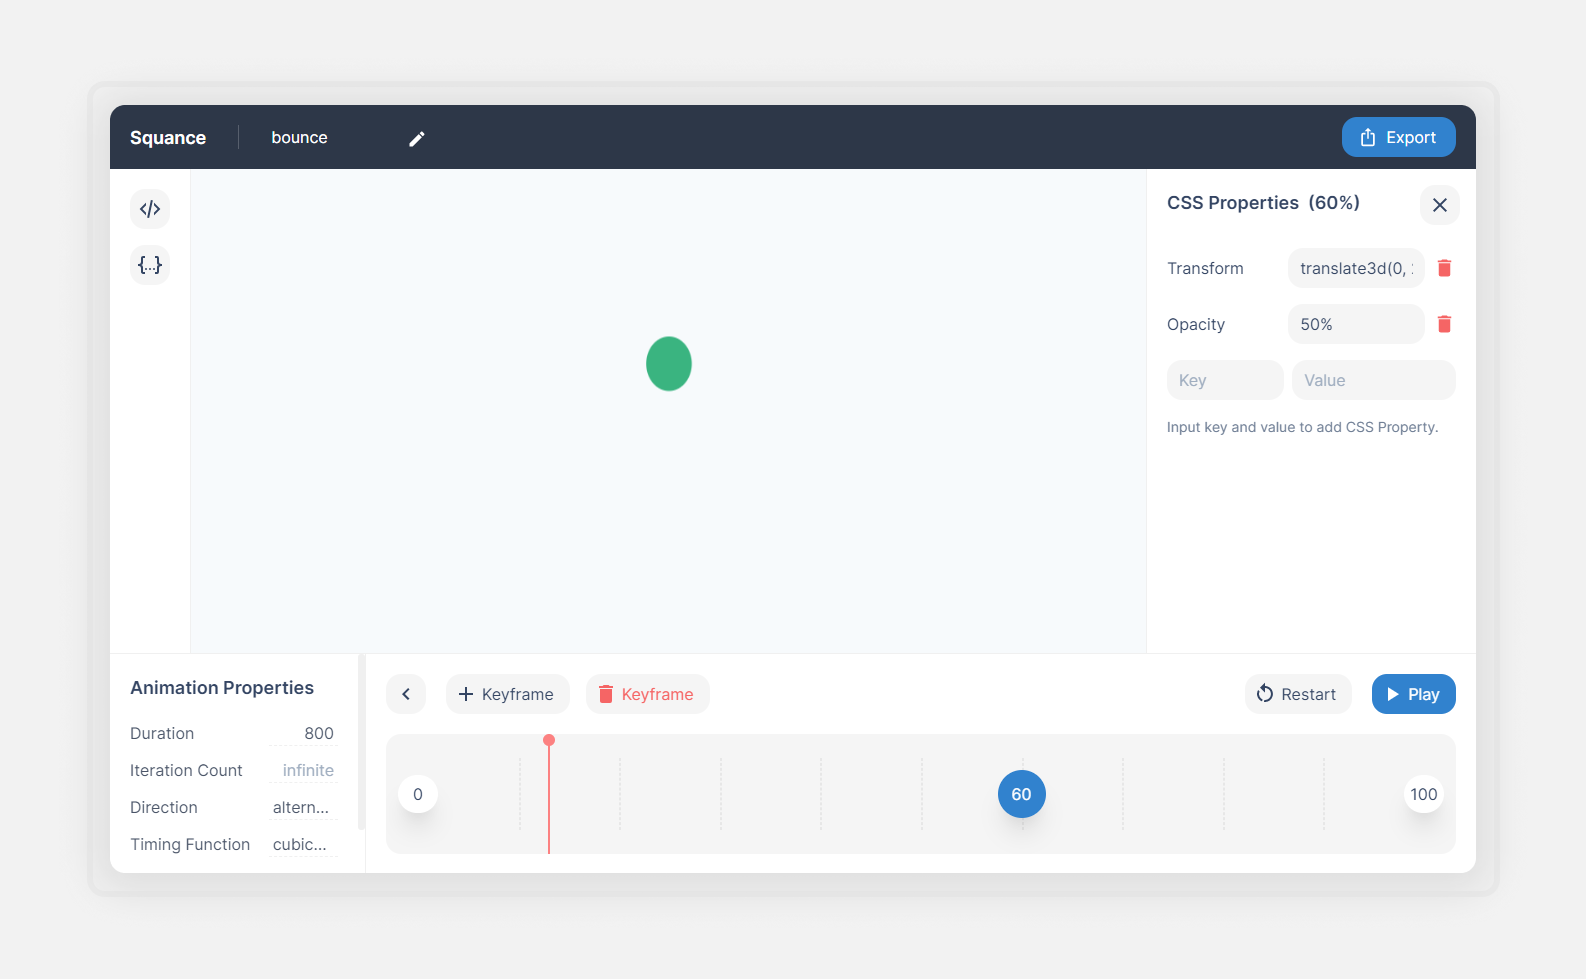 Squance
bounce
Export
</>
{...}
CSS Properties (60%)
Transform
translate3d(0,
Opacity
50%
Key
Value
Input key and value to add CSS Property.
Animation Properties
Duration
800
Iteration Count
infinite
Direction
altern...
Timing Function
cubic...
Keyframe
Keyframe
Restart
Play
0
60
100